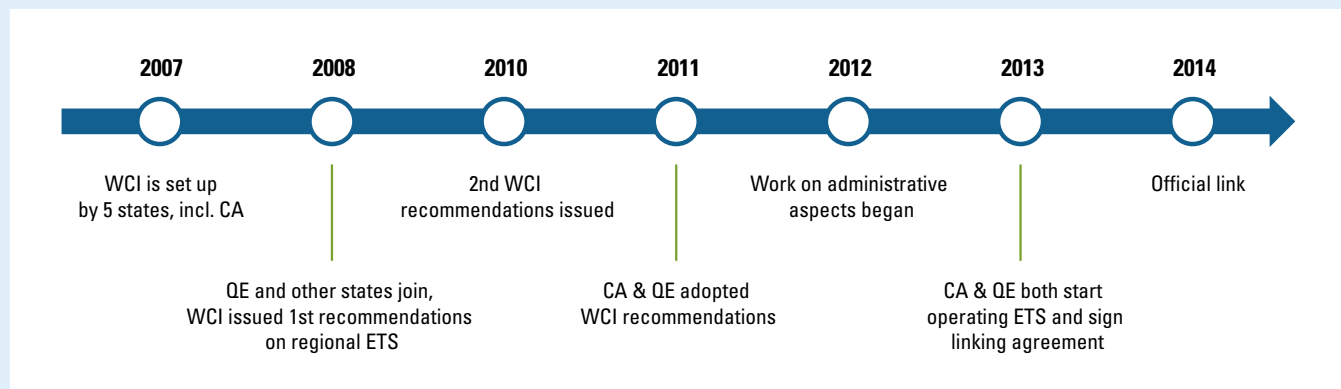 2007
2008
2010
2011
2012
2013
2014
WCI is set up
by 5 states, incl. CA
QE and other states join,
WCI issued 1st recommendations
on regional ETS
2nd WCI
recommendations issued
CA & QE adopted
WCI recommendations
Work on administrative
aspects began
CA & QE both start
operating ETS and sign
linking agreement
Official link